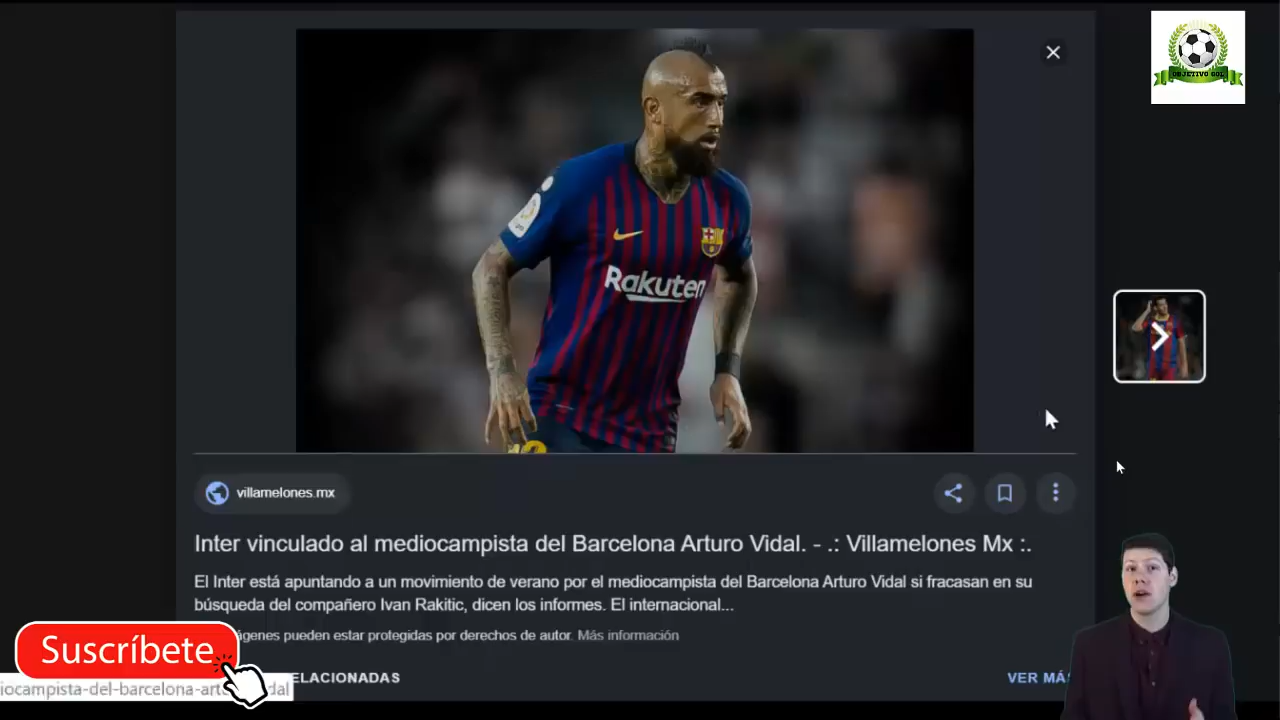 OBJETIVO GOL
Rakuten
villamelones.mx
Inter vinculado al mediocampista del Barcelona Arturo Vidal. - .: Villamelones Mx :.
El Inter está apuntando a un movimiento de verano por el mediocampista del Barcelona Arturo Vidal si fracasan en su
búsqueda del compañero Ivan Rakitic, dicen los informes. El internacional...
ágenes pueden estar protegidas por derechos de autor. Más información
Suscríbete
ELACIONADAS
VER MÁS
iocampista-del-barcelona-art dal